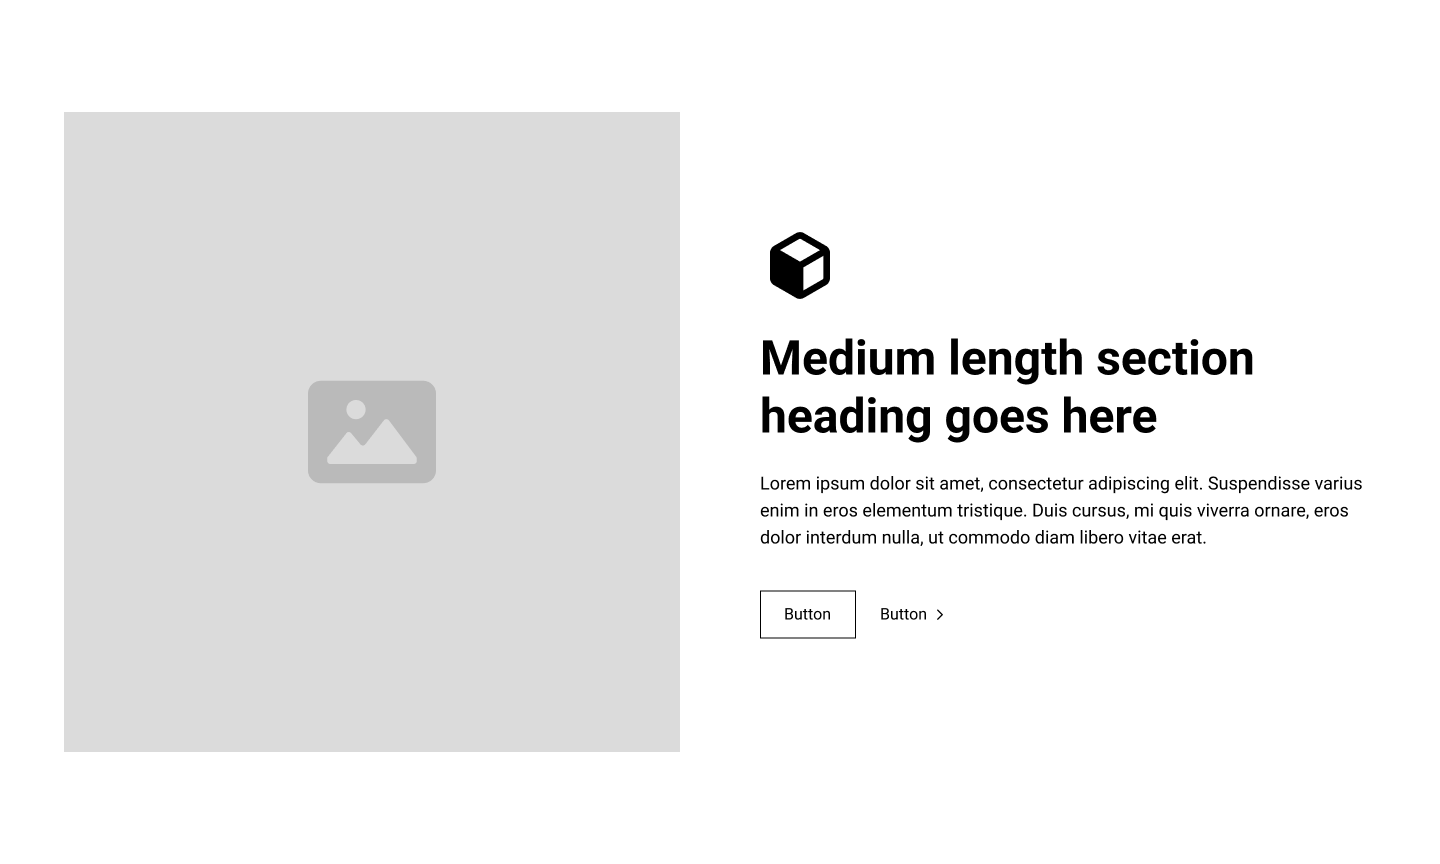 Medium length section
heading goes here
Lorem ipsum dolor sit amet, consectetur adipiscing elit. Suspendisse varius
enim in eros elementum tristique. Duis cursus, mi quis viverra ornare, eros
dolor interdum nulla, ut commodo diam libero vitae erat.
Button
Button